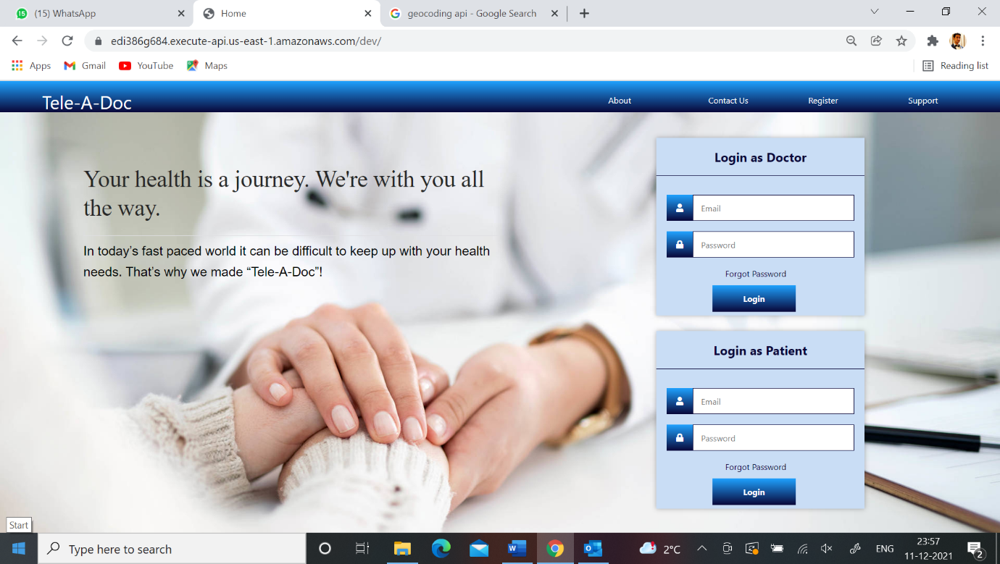 15
(15) WhatsApp
Home
geocoding api - Google Search
edi386g684.execute-api.us-east-1.amazonaws.com/dev/
Apps
Gmail
YouTube
Maps
Reading list
Tele-A-Doc
About
Contact Us
Register
Support
Your health is a journey. We're with you all
the way.
In today’s fast paced world it can be difficult to keep up with your health
needs. That’s why we made “Tele-A-Doc”!
Login as Doctor
Email
Password
Forgot Password
Login
Login as Patient
Email
Password
Forgot Password
Login
Start
Type here to search
2°C
ENG
23:57
11-12-2021
2